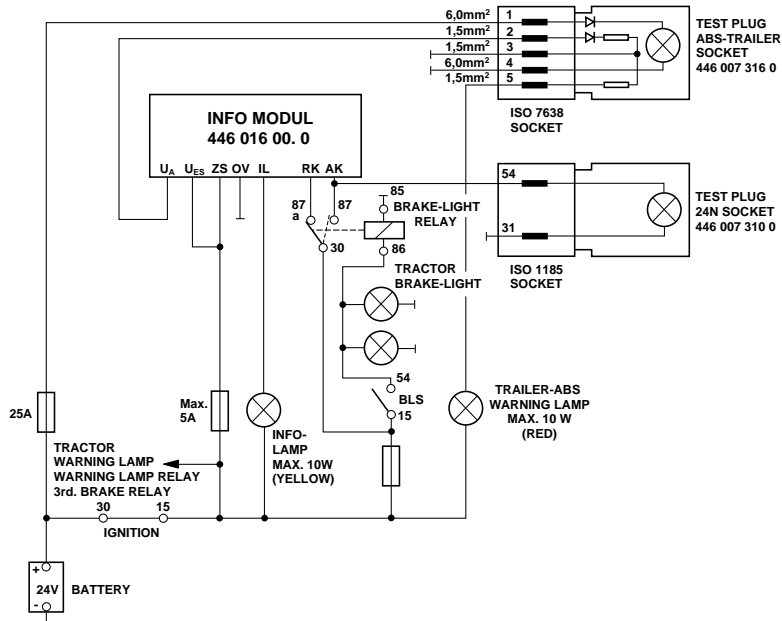 6,0mm²
1
1,5mm²
2
1,5mm²
3
6,0mm²
4
1,5mm²
5
TEST PLUG
ABS-TRAILER
SOCKET
446 007 316 0
ISO 7638
SOCKET
INFO MODUL
446 016 00. 0
UA UES ZS OV IL RK AK
54
31
TEST PLUG
24N SOCKET
446 007 310 0
ISO 1185
SOCKET
87
a
87
30
85
BRAKE-LIGHT
RELAY
86
TRACTOR
BRAKE-LIGHT
54
BLS
15
25A
Max.
5A
INFO-
LAMP
MAX. 10W
(YELLOW)
TRAILER-ABS
WARNING LAMP
MAX. 10 W
(RED)
TRACTOR
WARNING LAMP
WARNING LAMP RELAY
3rd. BRAKE RELAY
30 15
IGNITION
+
24V
-
BATTERY